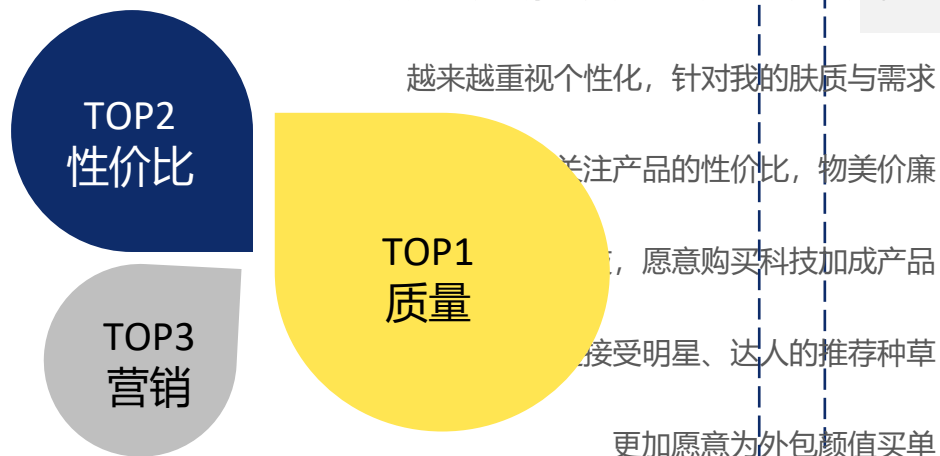 越来越重视个性化，针对我的肤质与需求
TOP2
性价比
关注产品的性价比，物美价廉
TOP1
质量
，愿意购买科技加成产品
TOP3
营销
接受明星、达人的推荐种草
更加愿意为外包颜值买单